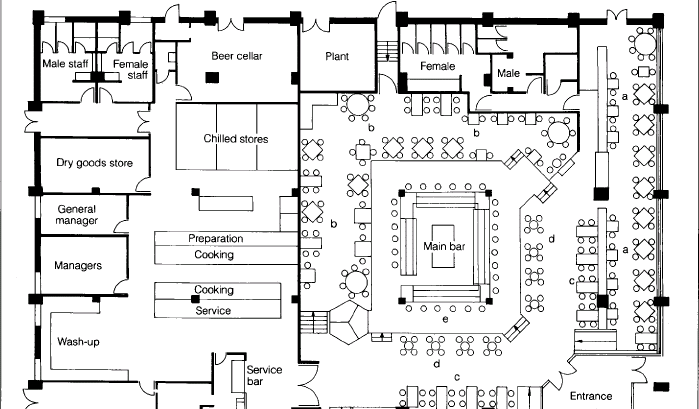 Male staff
Female
staff
Beer cellar
Plant
Female
Male
a
b
b
Chilled stores
Dry goods store
General
manager
Preparation
Cooking
b
Main bar
d
a
Managers
Cooking
Service
c
e
Wash-up
Service
bar
d
c
Entrance